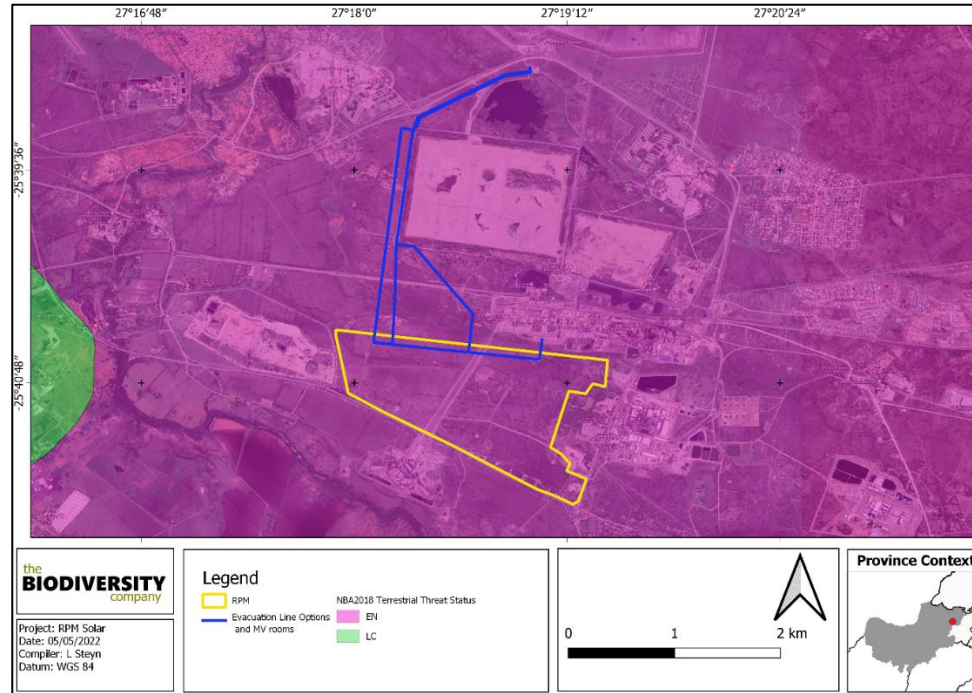 27°16'48" 27°18'0" 27°19'12" 27°20'24"
-25°39'36"
-25°40'48"
the
BIODIVERSITY
company
Project: RPM Solar
Date: 05/05/2022
Compiler: L Steyn
Datum: WGS 84
Legend
RPM
Evacuation Line Options
and MV rooms
NBA2018 Terrestrial Threat Status
EN
LC
0 1 2 km
Province Context